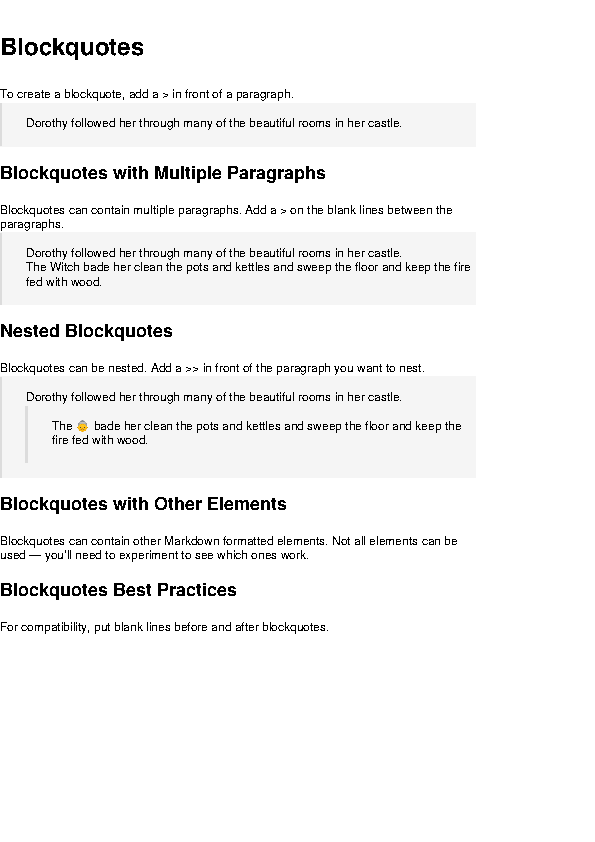 Blockquotes
To create a blockquote, add a > in front of a paragraph.
Dorothy followed her through many of the beautiful rooms in her castle.
Blockquotes with Multiple Paragraphs
Blockquotes can contain multiple paragraphs. Add a > on the blank lines between the
paragraphs.
Dorothy followed her through many of the beautiful rooms in her castle.
The Witch bade her clean the pots and kettles and sweep the floor and keep the fire
fed with wood.
Nested Blockquotes
Blockquotes can be nested. Add a >> in front of the paragraph you want to nest.
Dorothy followed her through many of the beautiful rooms in her castle.
The 👵 bade her clean the pots and kettles and sweep the floor and keep the
fire fed with wood.
Blockquotes with Other Elements
Blockquotes can contain other Markdown formatted elements. Not all elements can be
used — you'll need to experiment to see which ones work.
Blockquotes Best Practices
For compatibility, put blank lines before and after blockquotes.